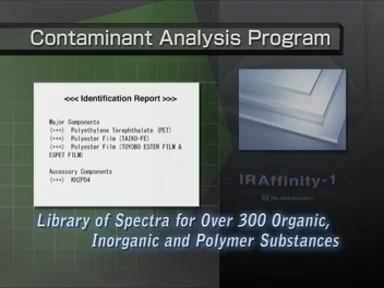 Contaminant Analysis Program
<<< Identification Report >>>
Major Components
(+++) Polyethylene Terephthalate (PET)
(+++) Polyester Film (TAIKO-FE)
(+++) Polyester Film (TOYOBO ESTER FILM &
ESPET FILM)
Accessory Components
(+++) KH2PO4
IRAffinity-1
SHIMADZU
Library of Spectra for Over 300 Organic,
Inorganic and Polymer Substances